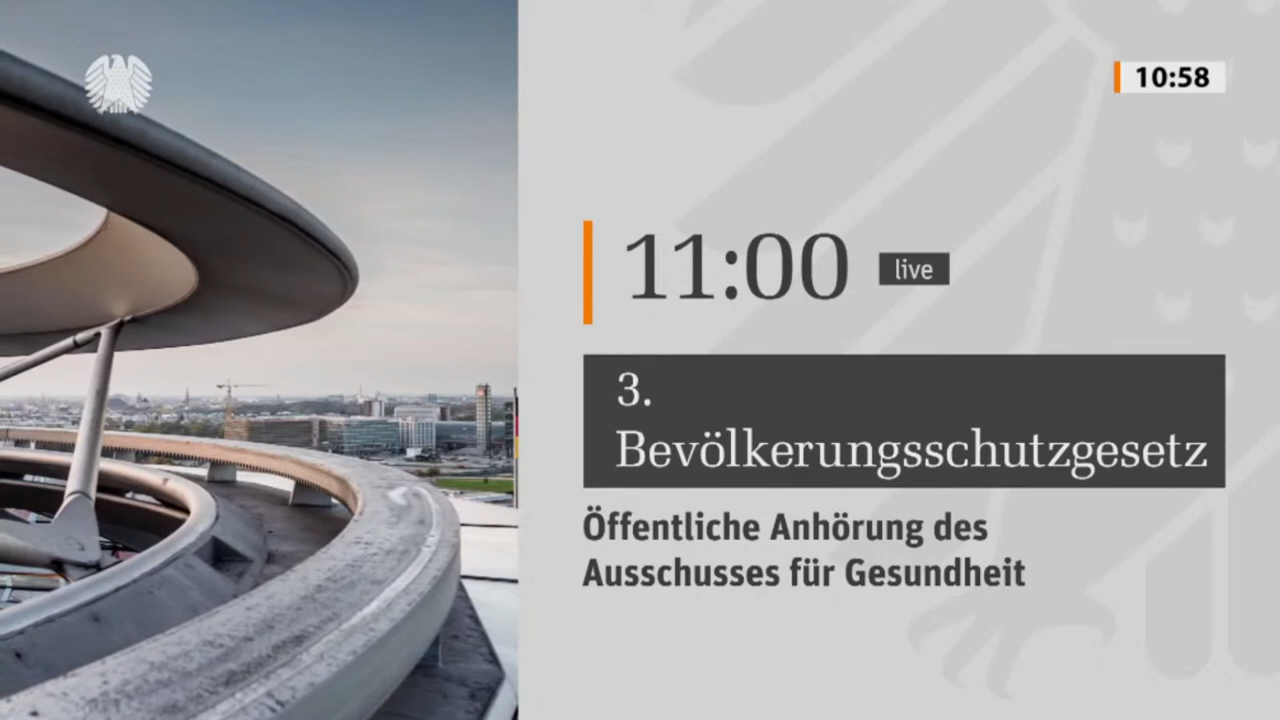 10:58
11:00 live
3.
Bevölkerungsschutzgesetz
Öffentliche Anhörung des
Ausschusses für Gesundheit